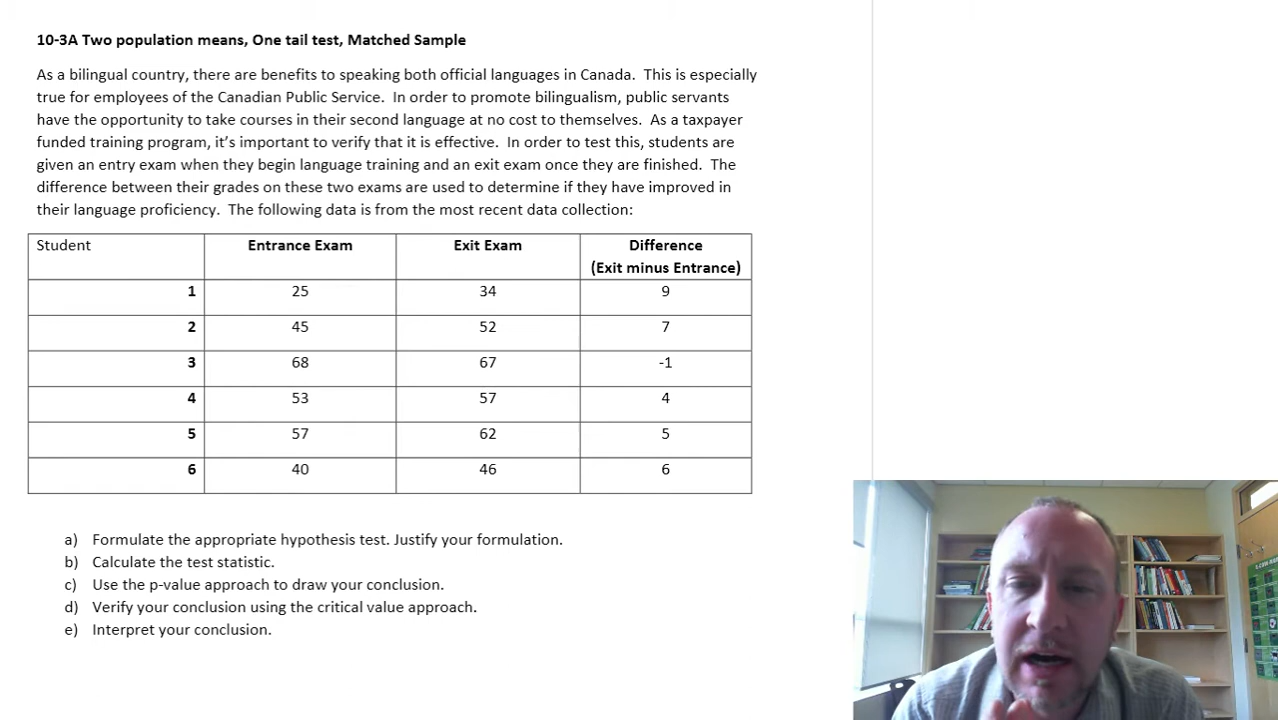 10-3A Two population means, One tail test, Matched Sample
As a bilingual country, there are benefits to speaking both official languages in Canada.  This is especially
true for employees of the Canadian Public Service.  In order to promote bilingualism, public servants
have the opportunity to take courses in their second language at no cost to themselves.  As a taxpayer
funded training program, it's important to verify that it is effective.  In order to test this, students are
given an entry exam when they begin language training and an exit exam once they are finished.  The
difference between their grades on these two exams are used to determine if they have improved in
their language proficiency.  The following data is from the most recent data collection:
Student Entrance Exam Exit Exam Difference
(Exit minus Entrance)
1 25 34 9
2 45 52 7
3 68 67 -1
4 53 57 4
5 57 62 5
6 40 46 6
a) Formulate the appropriate hypothesis test. Justify your formulation.
b) Calculate the test statistic.
c) Use the p-value approach to draw your conclusion.
d) Verify your conclusion using the critical value approach.
e) Interpret your conclusion.